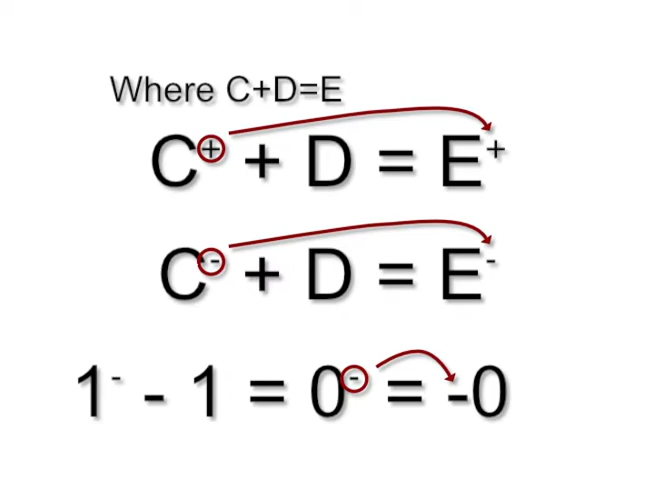 Where C+D=E
C⁺ + D = E⁺
C⁻ + D = E⁻
1⁻ - 1 = 0⁻ = -0